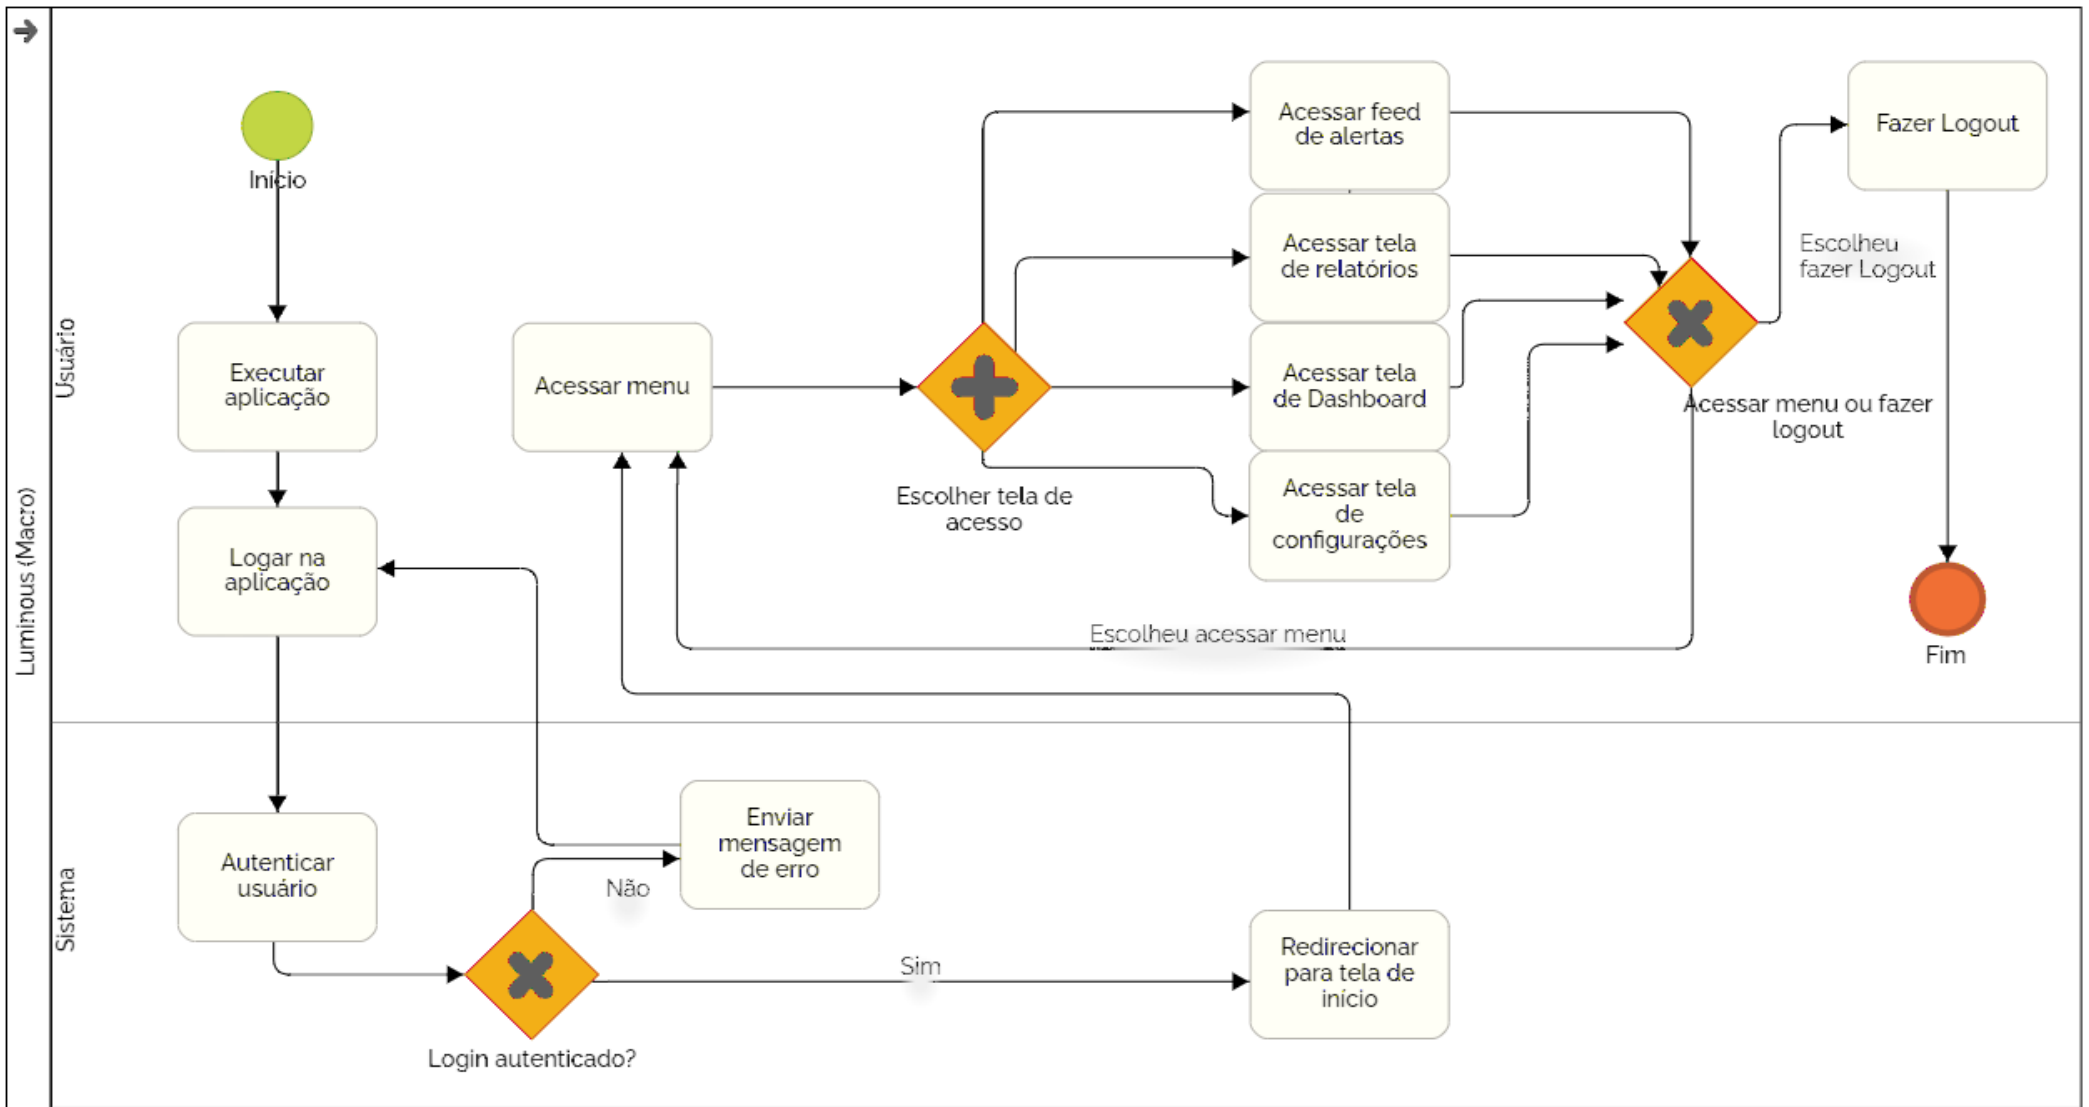 Luminous (Macro)
Usuário
Início
Executar
aplicação
Logar na
aplicação
Acessar menu
Escolher tela de
acesso
Acessar feed
de alertas
Acessar tela
de relatórios
Acessar tela
de Dashboard
Acessar tela
de
configurações
Fazer Logout
Escolheu
fazer Logout
Acessar menu ou fazer
logout
Escolheu acessar menu
Fim
Sistema
Autenticar
usuário
Login autenticado?
Não
Enviar
mensagem
de erro
Sim
Redirecionar
para tela de
início